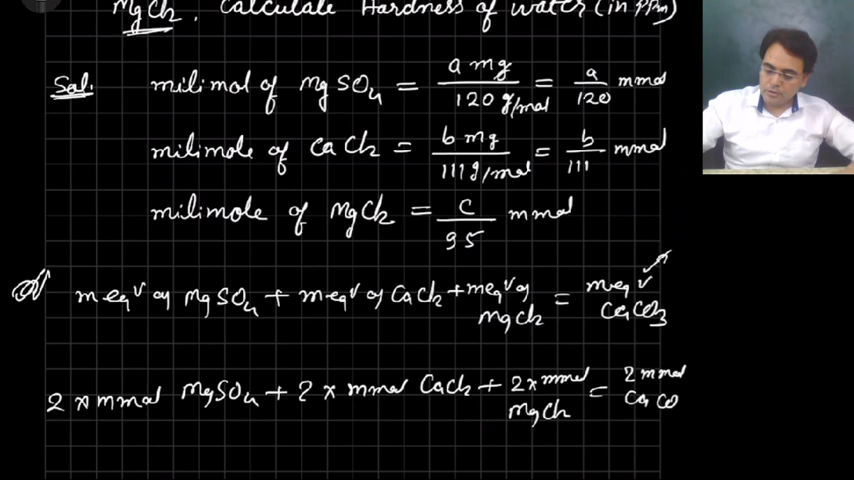 MgCl2. Calculate Hardness of water (in PPm)
Sol. milimol of MgSO4 = a mg / 120 g/mol = a / 120 mmol
milimole of CaCl2 = b mg / 111 g/mol = b / 111 mmol
milimole of MgCl2 = c / 95 mmol
meqv of MgSO4 + meqv of CaCl2 + meqv of MgCl2 = meqv CaCO3
2 x mmol MgSO4 + 2 x mmol CaCl2 + 2 x mmol MgCl2 = 2 mmol CaCO